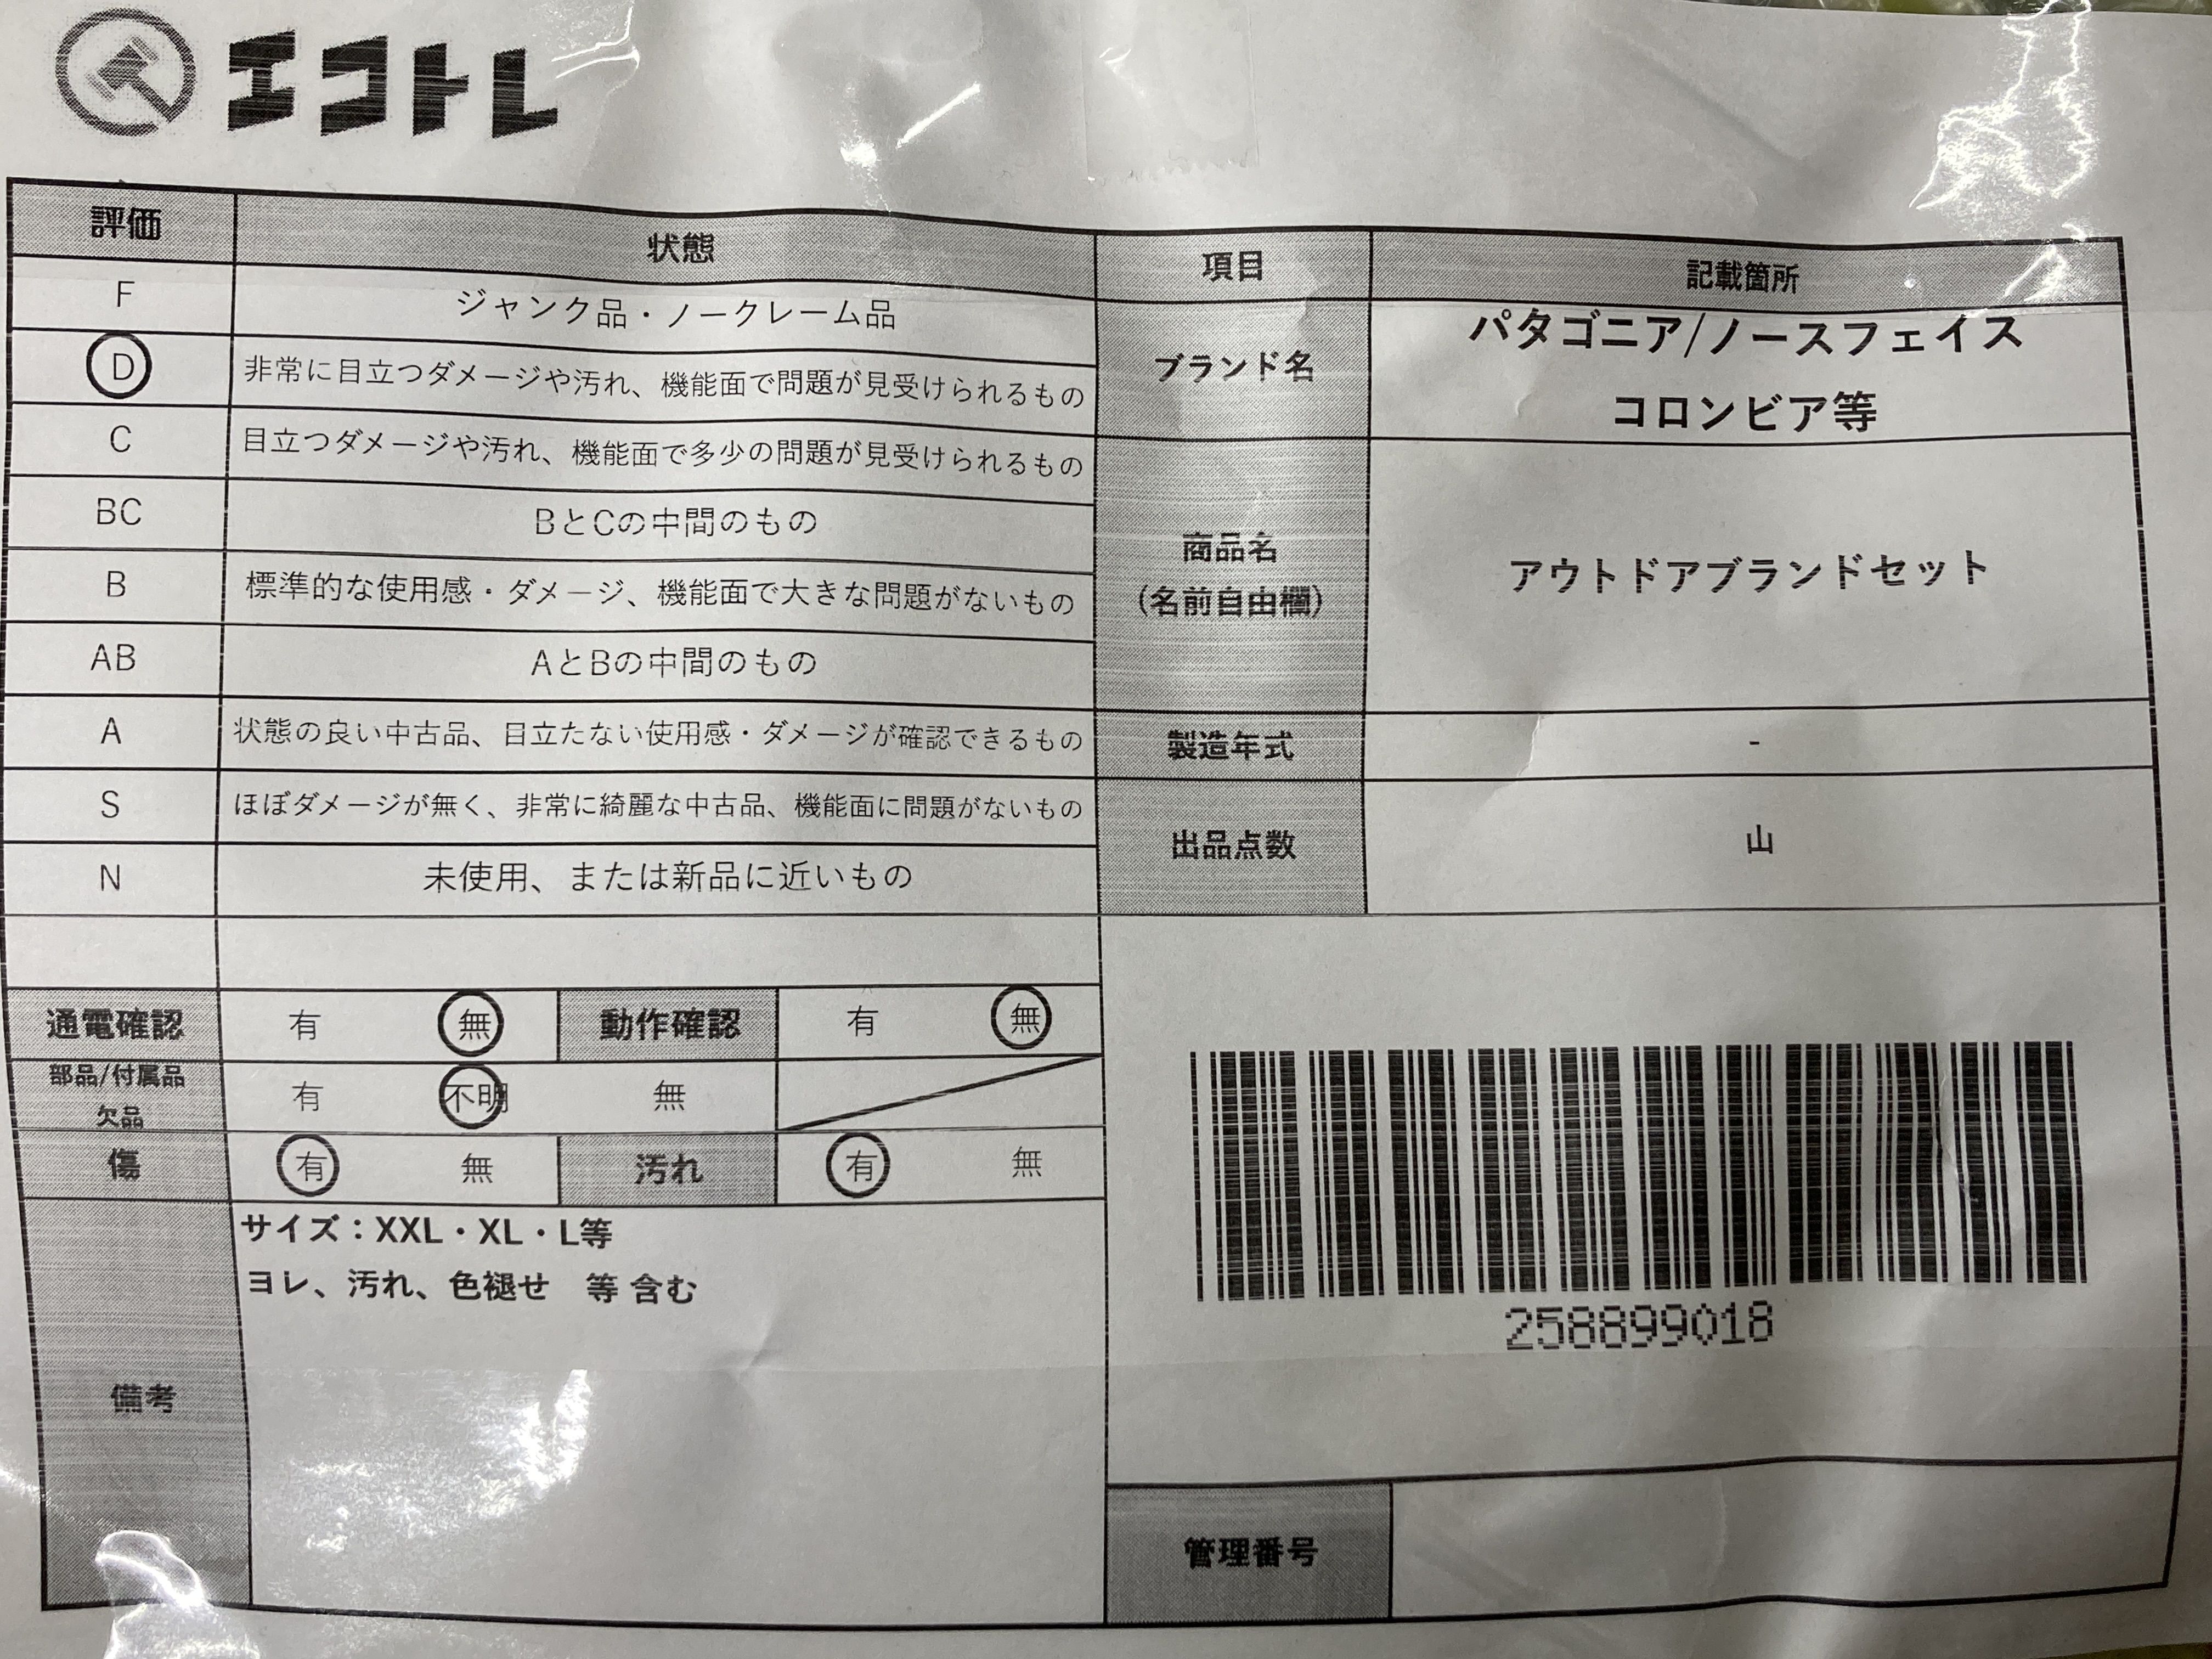 エコトレ
評価 状態
F ジャンク品・ノークレーム品
D 非常に目立つダメージや汚れ、機能面で問題が見受けられるもの
C 目立つダメージや汚れ、機能面で多少の問題が見受けられるもの
BC BとCの中間のもの
B 標準的な使用感・ダメージ、機能面で大きな問題がないもの
AB AとBの中間のもの
A 状態の良い中古品、目立たない使用感・ダメージが確認できるもの
S ほぼダメージが無く、非常に綺麗な中古品、機能面に問題がないもの
N 未使用、または新品に近いもの
項目 記載箇所
ブランド名 パタゴニア/ノースフェイス
コロンビア等
商品名
(名前自由欄)
アウトドアブランドセット
製造年式 -
出品点数 山
通電確認 有 無 動作確認 有 無
部品/付属品
欠品
有 不明 無
傷 有 無 汚れ 有 無
備考
サイズ：XXL・XL・L等
ヨレ、汚れ、色褪せ 等 含む
258899018
管理番号